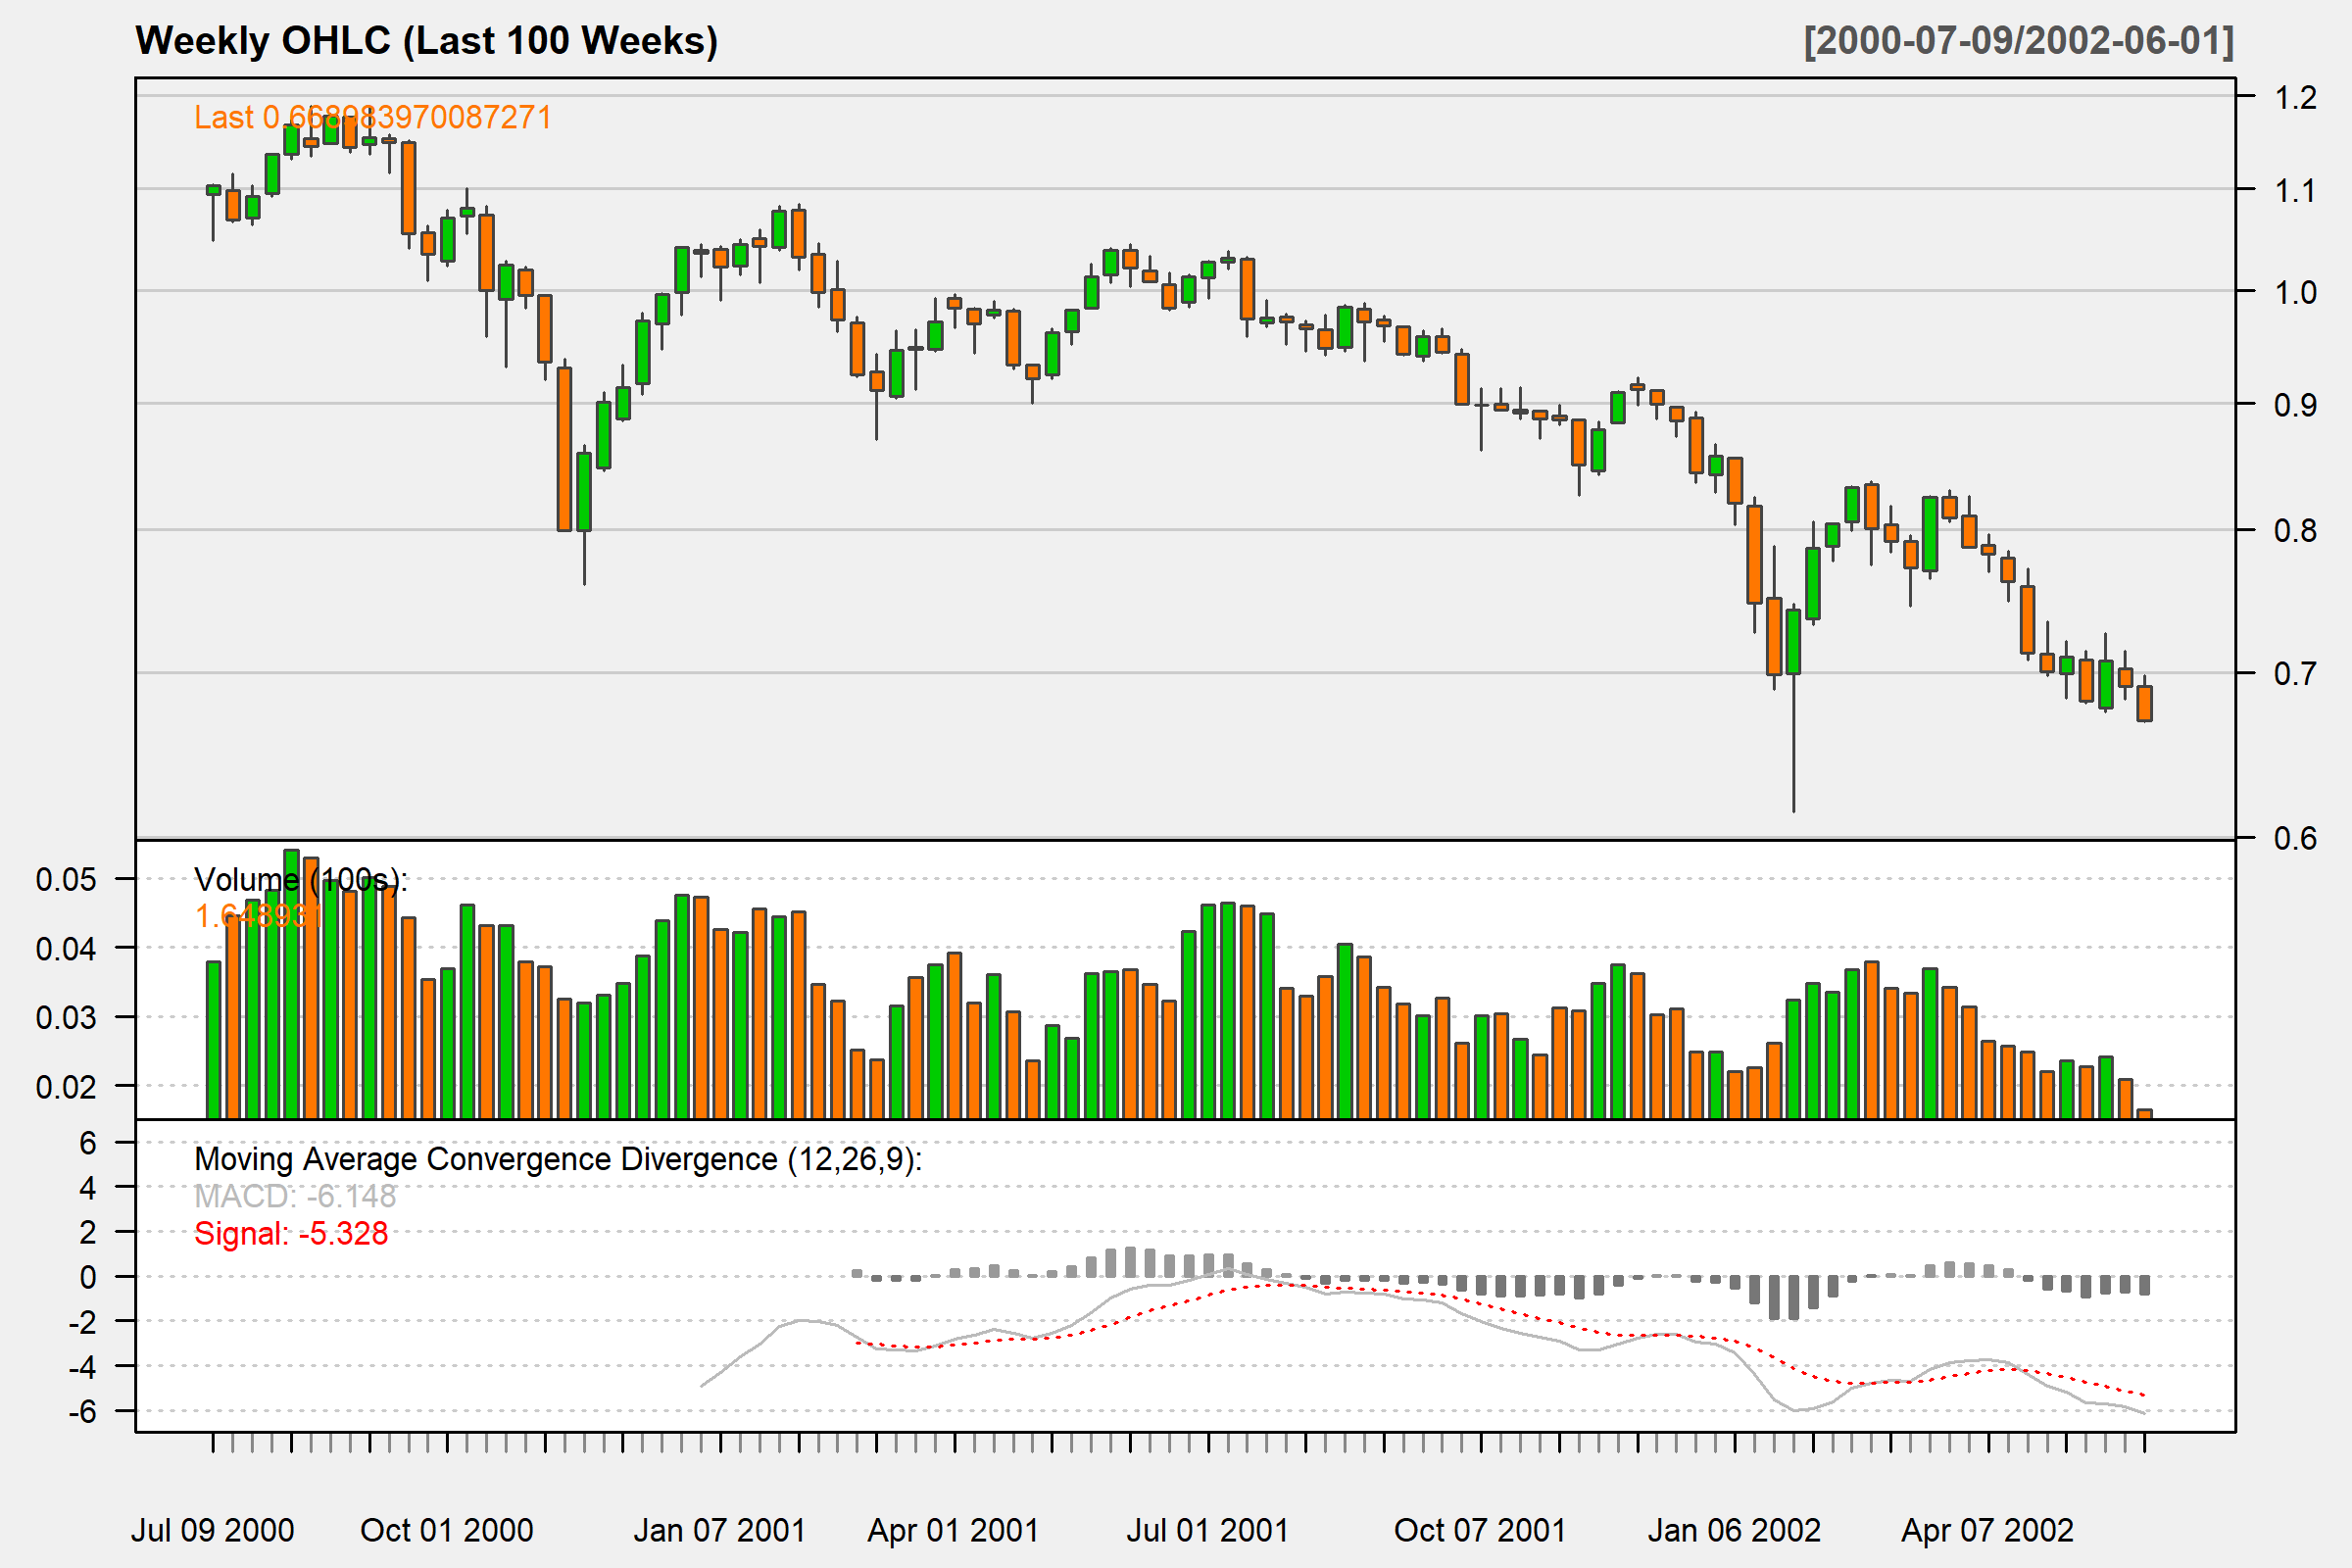 Weekly OHLC (Last 100 Weeks)
[2000-07-09/2002-06-01]
Last 0.668983970087271
1.2
1.1
1.0
0.9
0.8
0.7
0.6
Volume (100s):
1.648931
0.05
0.04
0.03
0.02
Moving Average Convergence Divergence (12,26,9):
MACD: -6.148
Signal: -5.328
6
4
2
0
-2
-4
-6
Jul 09 2000
Oct 01 2000
Jan 07 2001
Apr 01 2001
Jul 01 2001
Oct 07 2001
Jan 06 2002
Apr 07 2002